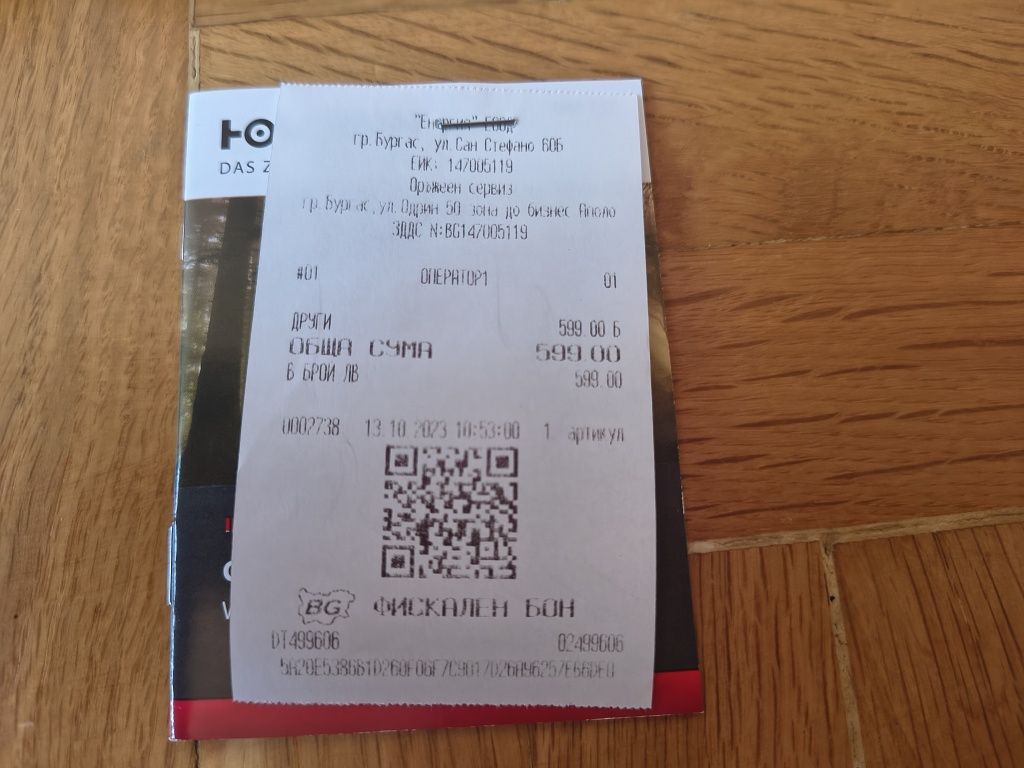 DAS
гр.Бургас, ул.Сан Стефано 60Б
ЕИК: 147005119
Оръжеен сервиз
гр.Бургас,ул.Одрин 50 зона до бизнес Аполо
ЗДДС N:BG147005119
#01 ОПЕРАТОР1 01
ДРУГИ 599.00 Б
ОБЩА СУМА 599.00
В БРОЙ ЛВ 599.00
0002738 13.10.2023 10:53:00 1 артикул
BG ФИСКАЛЕН БОН
DT499606 02499606